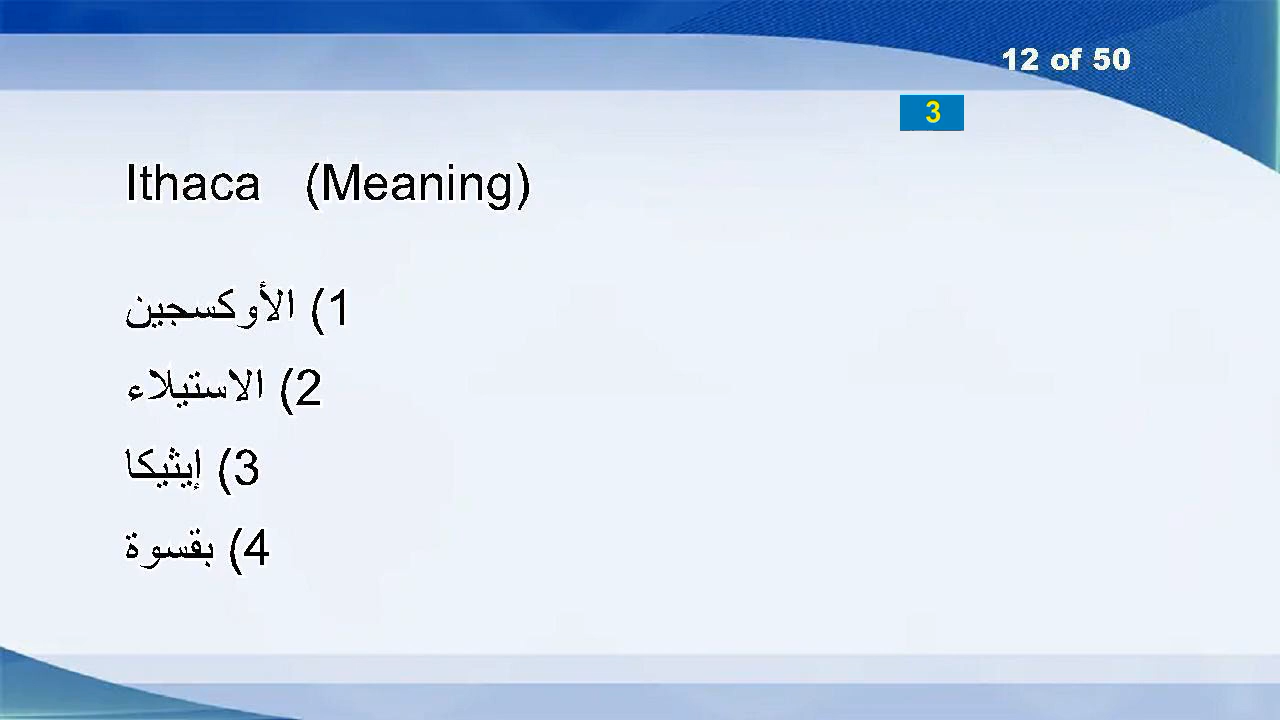 12 of 50
3
Ithaca (Meaning)
1) الأوكسجين
2) الاستيلاء
3) إيثيكا
4) بقسوة